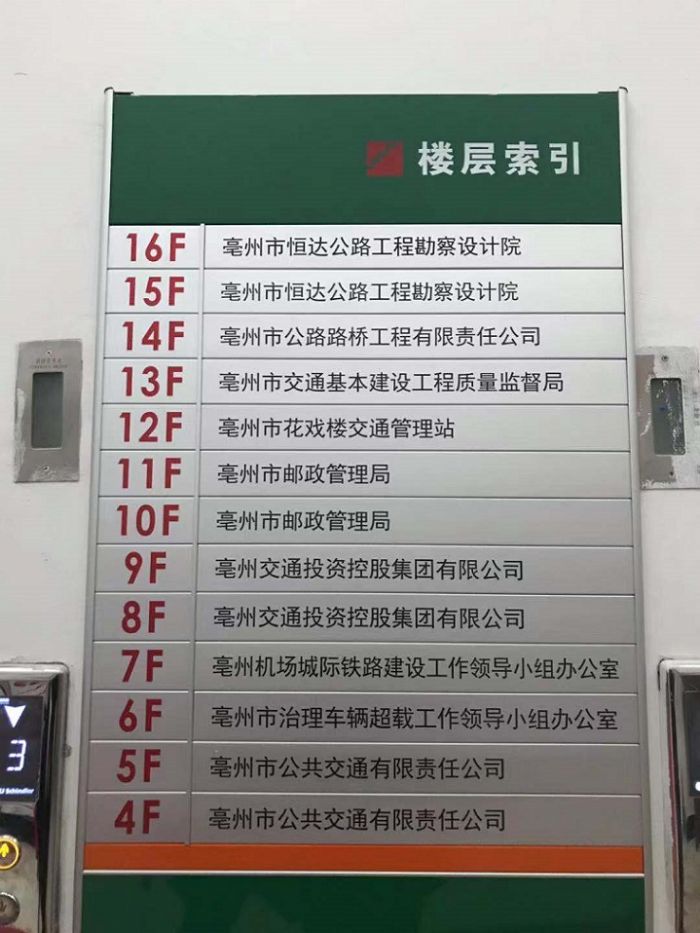 楼层索引
16F 亳州市恒达公路工程勘察设计院
15F 亳州市恒达公路工程勘察设计院
14F 亳州市公路路桥工程有限责任公司
13F 亳州市交通基本建设工程质量监督局
12F 亳州市花戏楼交通管理站
11F 亳州市邮政管理局
10F 亳州市邮政管理局
9F 亳州交通投资控股集团有限公司
8F 亳州交通投资控股集团有限公司
7F 亳州机场城际铁路建设工作领导小组办公室
6F 亳州市治理车辆超载工作领导小组办公室
5F 亳州市公共交通有限责任公司
4F 亳州市公共交通有限责任公司
3
Schindler